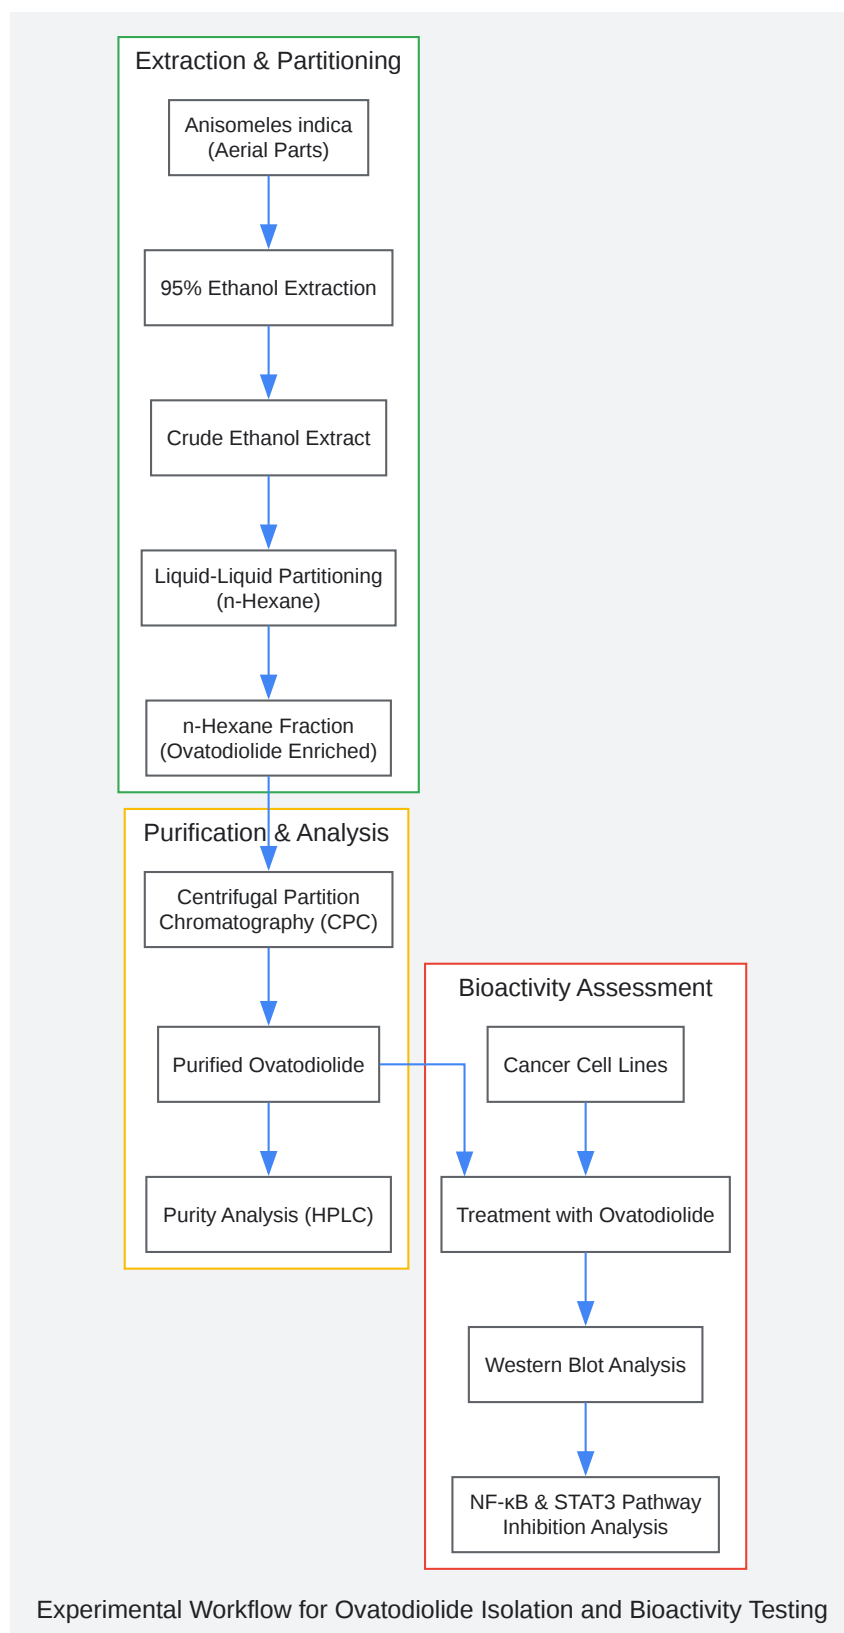 Extraction & Partitioning
Anisomeles indica
(Aerial Parts)
95% Ethanol Extraction
Crude Ethanol Extract
Liquid-Liquid Partitioning
(n-Hexane)
n-Hexane Fraction
(Ovatodiolide Enriched)
Purification & Analysis
Centrifugal Partition
Chromatography (CPC)
Purified Ovatodiolide
Purity Analysis (HPLC)
Bioactivity Assessment
Cancer Cell Lines
Treatment with Ovatodiolide
Western Blot Analysis
NF-κB & STAT3 Pathway
Inhibition Analysis
Experimental Workflow for Ovatodiolide Isolation and Bioactivity Testing